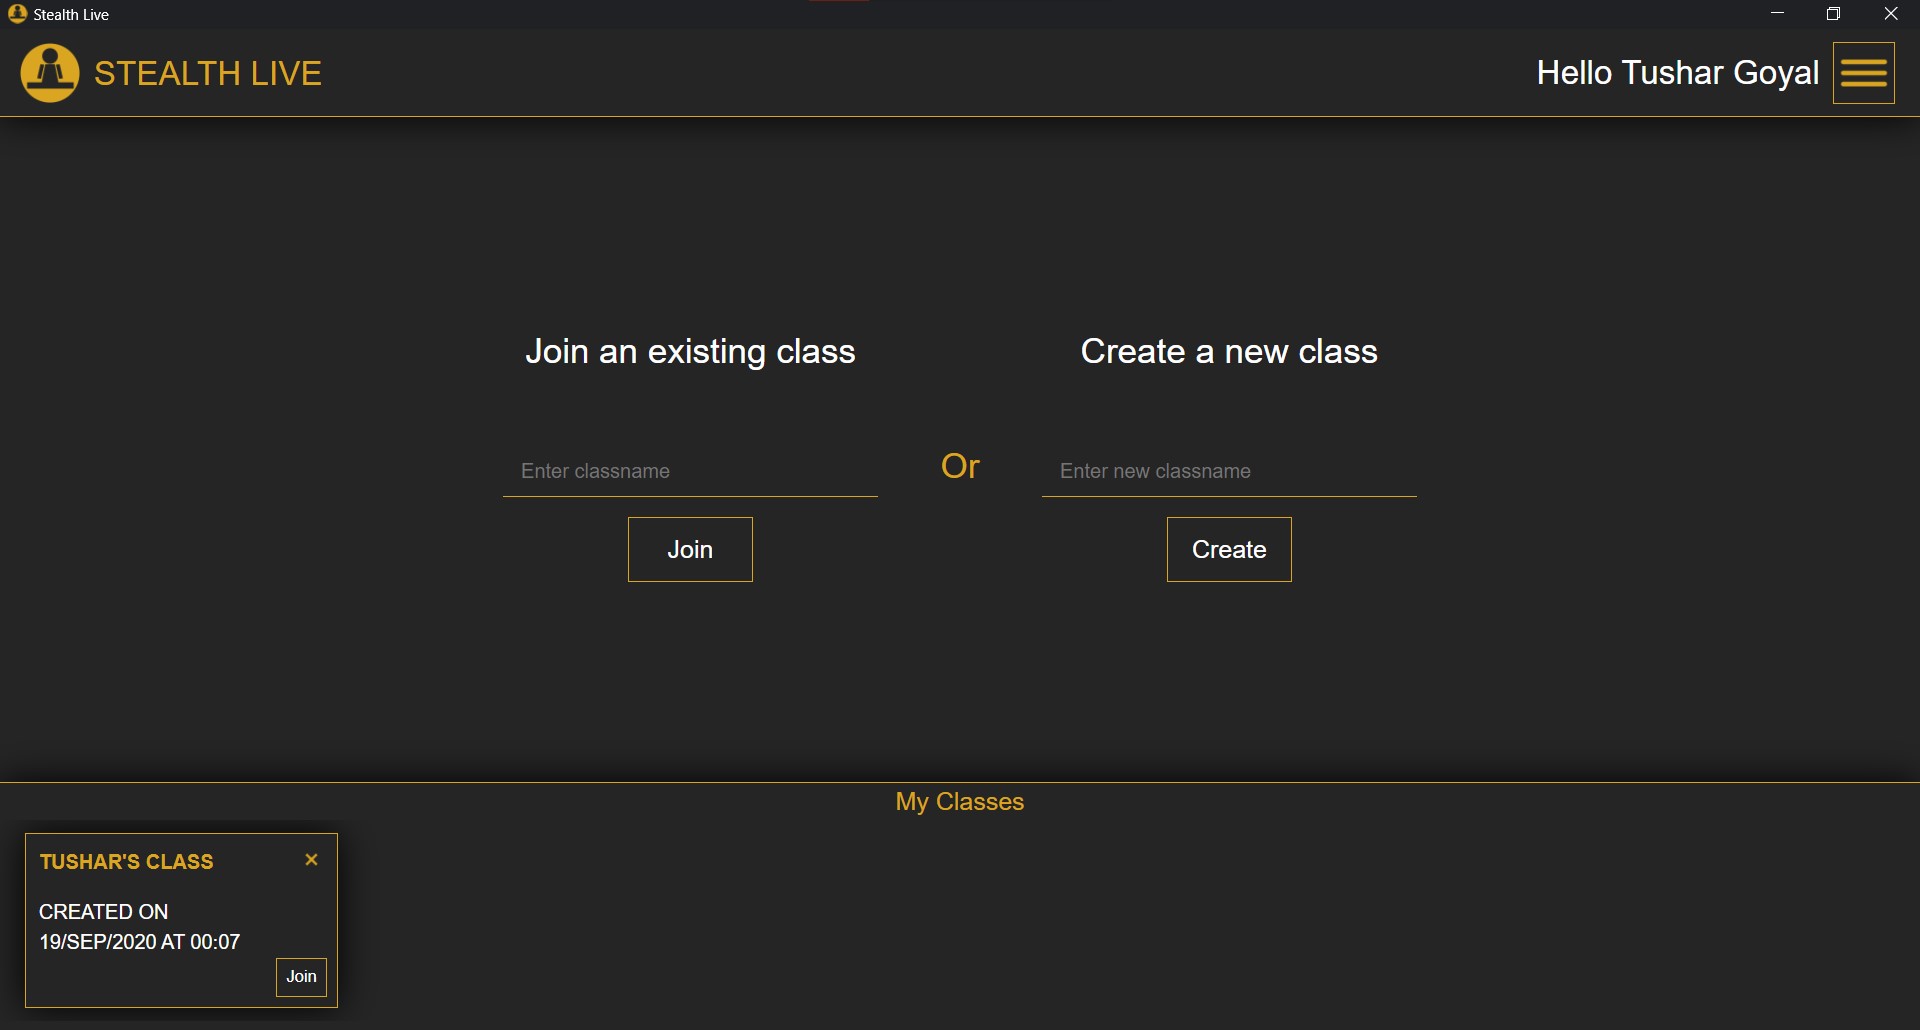 Stealth Live
STEALTH LIVE
Hello Tushar Goyal
Join an existing class
Create a new class
Enter classname
Or
Enter new classname
Join
Create
My Classes
TUSHAR'S CLASS
CREATED ON
19/SEP/2020 AT 00:07
Join